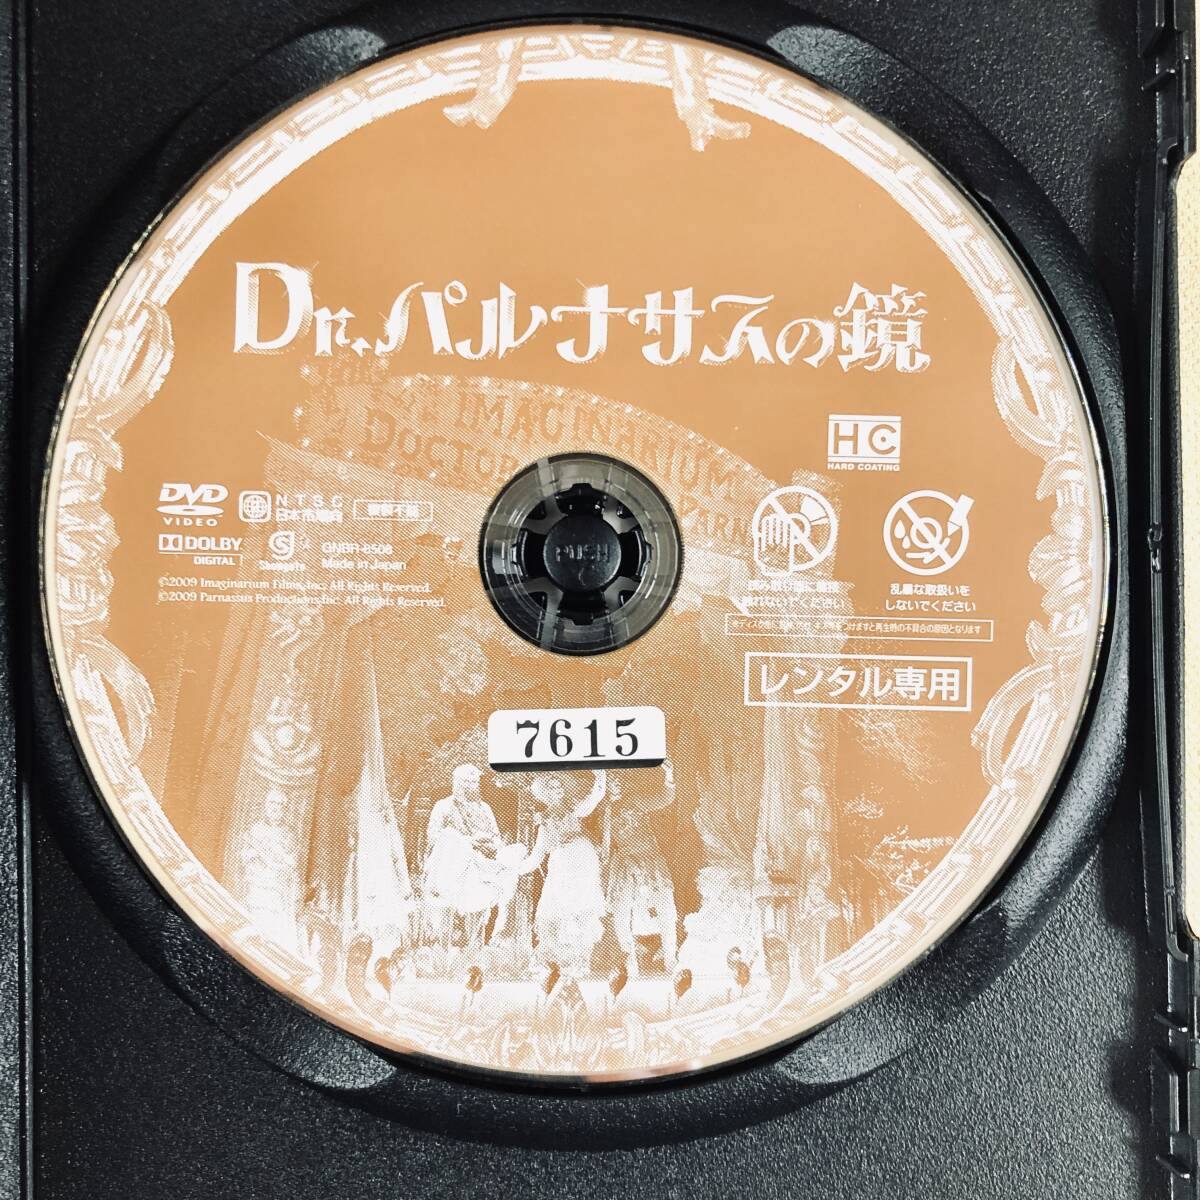 Dr.パルナサスの鏡
IMAGINARIUM
DOCTOR
HC
HARD COATING
DVD
VIDEO
NTSC
日本市場向
複製不能
DOLBY
DIGITAL
GNBR-8508
Made in Japan
©2009 Imaginarium Films,Inc. All Rights Reserved.
©2009 Parnassus Productions,Inc. All Rights Reserved.
PUSH
乱暴な取扱いを
しないでください
レンタル専用
7615